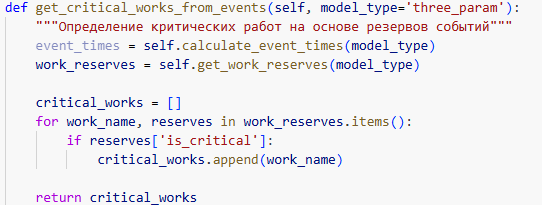 def get_critical_works_from_events(self, model_type='three_param'):
    """Определение критических работ на основе резервов событий"""
    event_times = self.calculate_event_times(model_type)
    work_reserves = self.get_work_reserves(model_type)

    critical_works = []
    for work_name, reserves in work_reserves.items():
        if reserves['is_critical']:
            critical_works.append(work_name)

    return critical_works